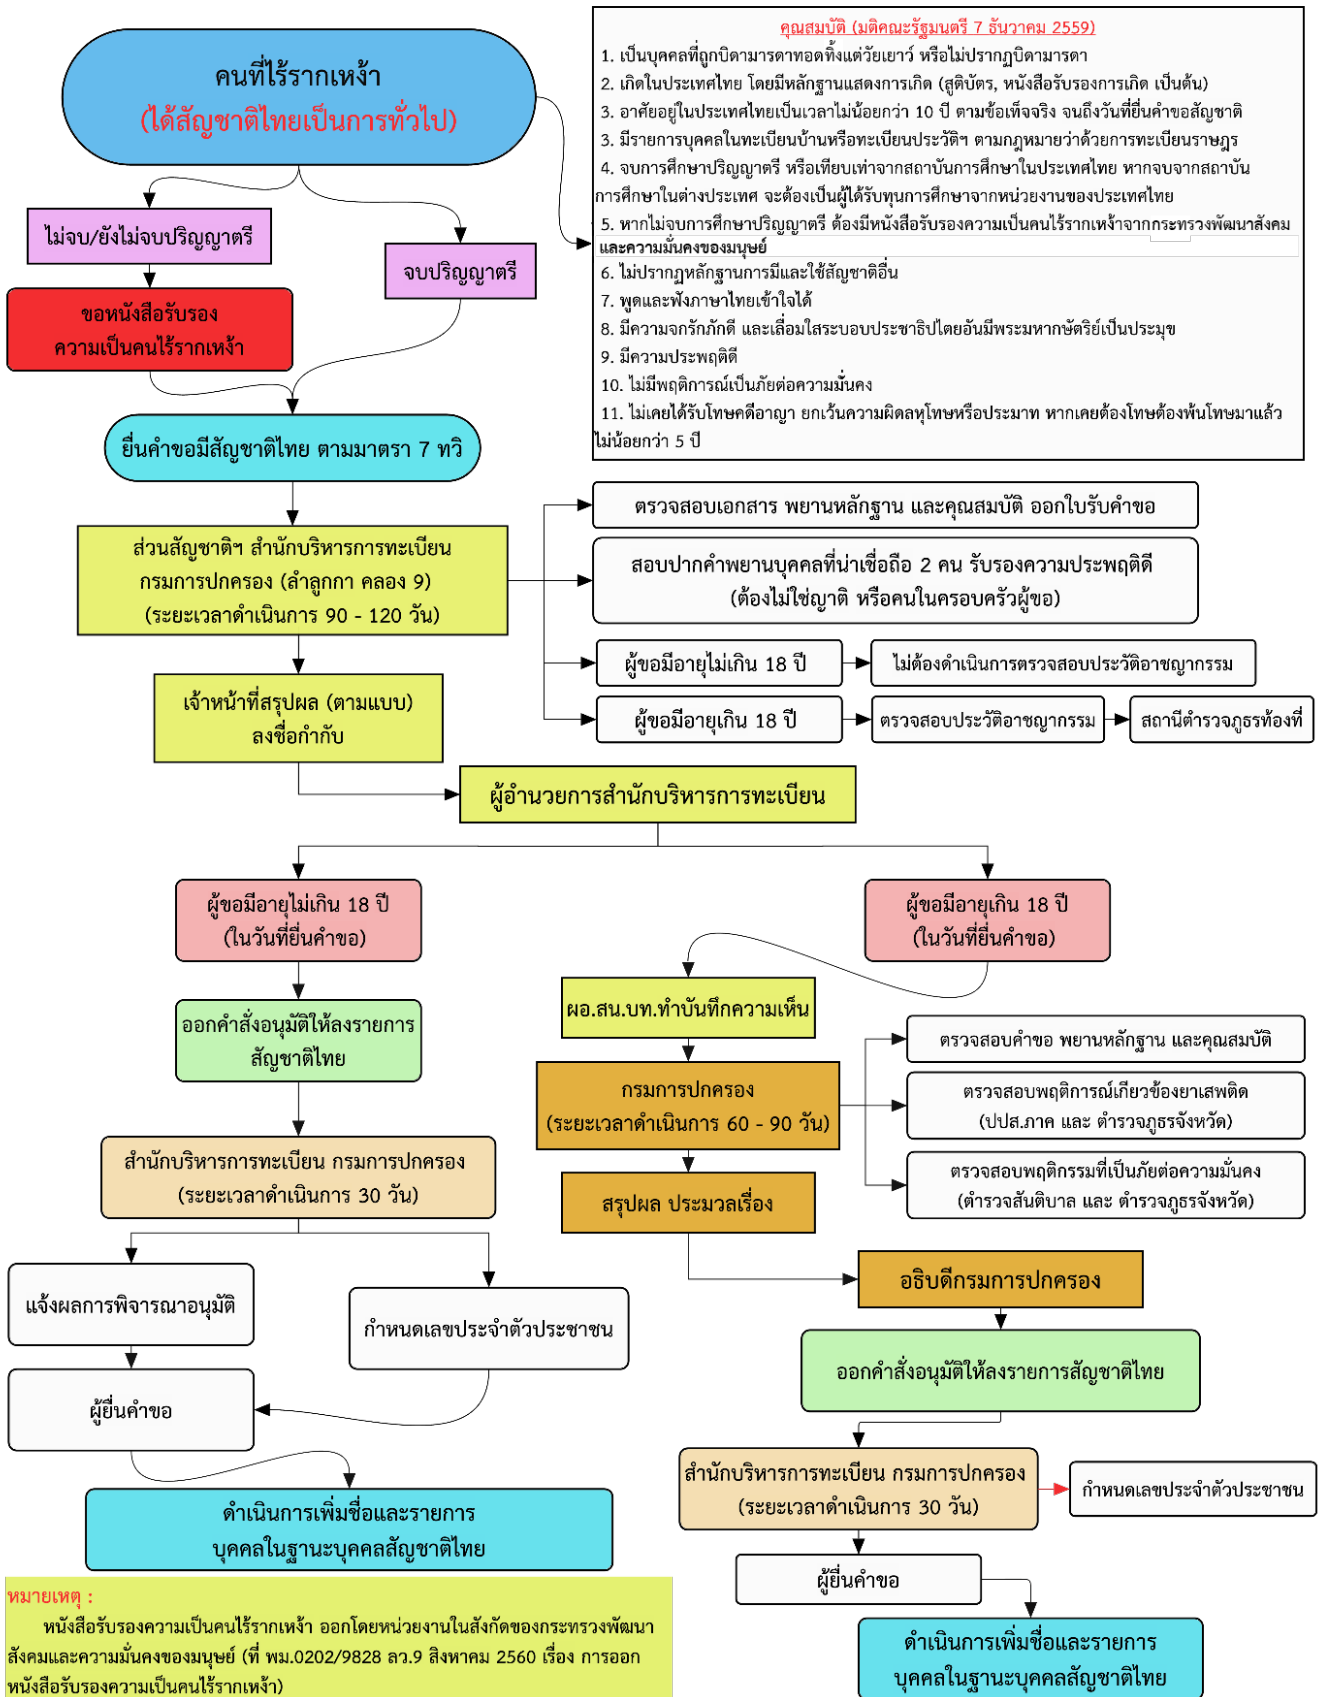 คนที่ไร้รากเหง้า
(ได้สัญชาติไทยเป็นการทั่วไป)
คุณสมบัติ (มติคณะรัฐมนตรี 7 ธันวาคม 2559)
1. เป็นบุคคลที่ถูกบิดามารดาทอดทิ้งแต่วัยเยาว์ หรือไม่ปรากฏบิดามารดา
2. เกิดในประเทศไทย โดยมีหลักฐานแสดงการเกิด (สูติบัตร, หนังสือรับรองการเกิด เป็นต้น)
3. อาศัยอยู่ในประเทศไทยเป็นเวลาไม่น้อยกว่า 10 ปี ตามข้อเท็จจริง จนถึงวันที่ยื่นคำขอสัญชาติ
3. มีรายการบุคคลในทะเบียนบ้านหรือทะเบียนประวัติฯ ตามกฎหมายว่าด้วยการทะเบียนราษฎร
4. จบการศึกษาปริญญาตรี หรือเทียบเท่าจากสถาบันการศึกษาในประเทศไทย หากจบจากสถาบัน
การศึกษาในต่างประเทศ จะต้องเป็นผู้ได้รับทุนการศึกษาจากหน่วยงานของประเทศไทย
5. หากไม่จบการศึกษาปริญญาตรี ต้องมีหนังสือรับรองความเป็นคนไร้รากเหง้าจากกระทรวงพัฒนาสังคม
และความมั่นคงของมนุษย์
6. ไม่ปรากฏหลักฐานการมีและใช้สัญชาติอื่น
7. พูดและฟังภาษาไทยเข้าใจได้
8. มีความจกรักภักดี และเลื่อมใสระบอบประชาธิปไตยอันมีพระมหากษัตริย์เป็นประมุข
9. มีความประพฤติดี
10. ไม่มีพฤติการณ์เป็นภัยต่อความมั่นคง
11. ไม่เคยได้รับโทษคดีอาญา ยกเว้นความผิดลหุโทษหรือประมาท หากเคยต้องโทษต้องพ้นโทษมาแล้ว
ไม่น้อยกว่า 5 ปี
ไม่จบ/ยังไม่จบปริญญาตรี
จบปริญญาตรี
ขอหนังสือรับรอง
ความเป็นคนไร้รากเหง้า
ยื่นคำขอมีสัญชาติไทย ตามมาตรา 7 ทวิ
ส่วนสัญชาติฯ สำนักบริหารการทะเบียน
กรมการปกครอง (ลำลูกกา คลอง 9)
(ระยะเวลาดำเนินการ 90 - 120 วัน)
ตรวจสอบเอกสาร พยานหลักฐาน และคุณสมบัติ ออกใบรับคำขอ
สอบปากคำพยานบุคคลที่น่าเชื่อถือ 2 คน รับรองความประพฤติดี
(ต้องไม่ใช่ญาติ หรือคนในครอบครัวผู้ขอ)
ผู้ขอมีอายุไม่เกิน 18 ปี
ไม่ต้องดำเนินการตรวจสอบประวัติอาชญากรรม
ผู้ขอมีอายุเกิน 18 ปี
ตรวจสอบประวัติอาชญากรรม
สถานีตำรวจภูธรท้องที่
เจ้าหน้าที่สรุปผล (ตามแบบ)
ลงชื่อกำกับ
ผู้อำนวยการสำนักบริหารการทะเบียน
ผู้ขอมีอายุไม่เกิน 18 ปี
(ในวันที่ยื่นคำขอ)
ออกคำสั่งอนุมัติให้ลงรายการ
สัญชาติไทย
สำนักบริหารการทะเบียน กรมการปกครอง
(ระยะเวลาดำเนินการ 30 วัน)
แจ้งผลการพิจารณาอนุมัติ
กำหนดเลขประจำตัวประชาชน
ผู้ยื่นคำขอ
ดำเนินการเพิ่มชื่อและรายการ
บุคคลในฐานะบุคคลสัญชาติไทย
ผู้ขอมีอายุเกิน 18 ปี
(ในวันที่ยื่นคำขอ)
ผอ.สน.บท.ทำบันทึกความเห็น
กรมการปกครอง
(ระยะเวลาดำเนินการ 60 - 90 วัน)
ตรวจสอบคำขอ พยานหลักฐาน และคุณสมบัติ
ตรวจสอบพฤติการณ์เกี่ยวข้องยาเสพติด
(ปปส.ภาค และ ตำรวจภูธรจังหวัด)
ตรวจสอบพฤติกรรมที่เป็นภัยต่อความมั่นคง
(ตำรวจสันติบาล และ ตำรวจภูธรจังหวัด)
สรุปผล ประมวลเรื่อง
อธิบดีกรมการปกครอง
ออกคำสั่งอนุมัติให้ลงรายการสัญชาติไทย
สำนักบริหารการทะเบียน กรมการปกครอง
(ระยะเวลาดำเนินการ 30 วัน)
กำหนดเลขประจำตัวประชาชน
ผู้ยื่นคำขอ
ดำเนินการเพิ่มชื่อและรายการ
บุคคลในฐานะบุคคลสัญชาติไทย
หมายเหตุ :
หนังสือรับรองความเป็นคนไร้รากเหง้า ออกโดยหน่วยงานในสังกัดของกระทรวงพัฒนา
สังคมและความมั่นคงของมนุษย์ (ที่ พม.0202/9828 ลว.9 สิงหาคม 2560 เรื่อง การออก
หนังสือรับรองความเป็นคนไร้รากเหง้า)